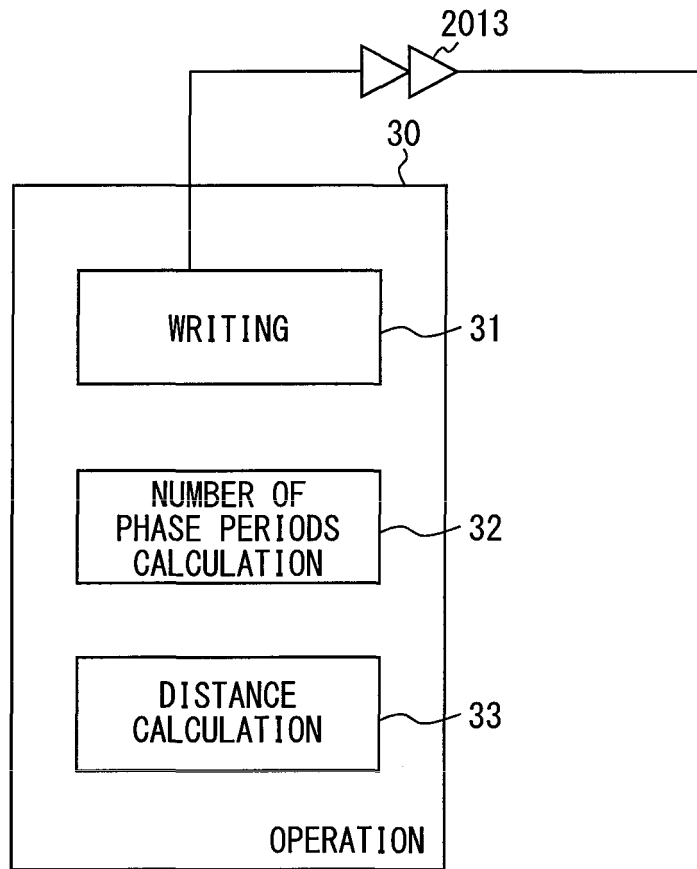 2013
30
WRITING
31
NUMBER OF
PHASE PERIODS
CALCULATION
32
DISTANCE
CALCULATION
33
OPERATION